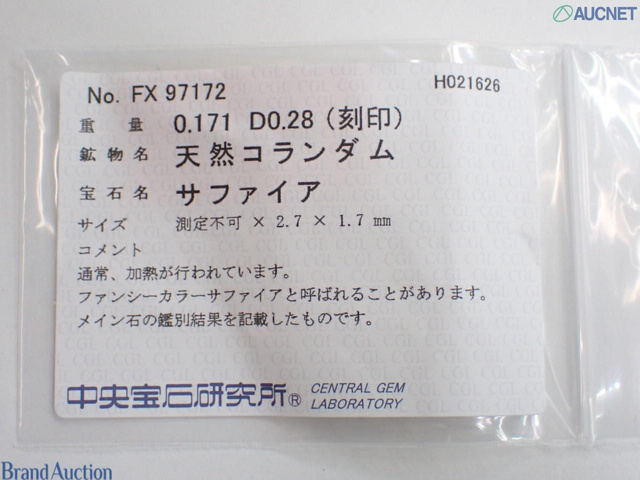 AUCNET
No. FX 97172 H021626
重量 0.171 D0.28（刻印）
鉱物名 天然コランダム
宝石名 サファイア
サイズ 測定不可 × 2.7 × 1.7 mm
コメント
通常、加熱が行われています。
ファンシーカラーサファイアと呼ばれることがあります。
メイン石の鑑別結果を記載したものです。
中央宝石研究所® CENTRAL GEM
LABORATORY
Brand Auction